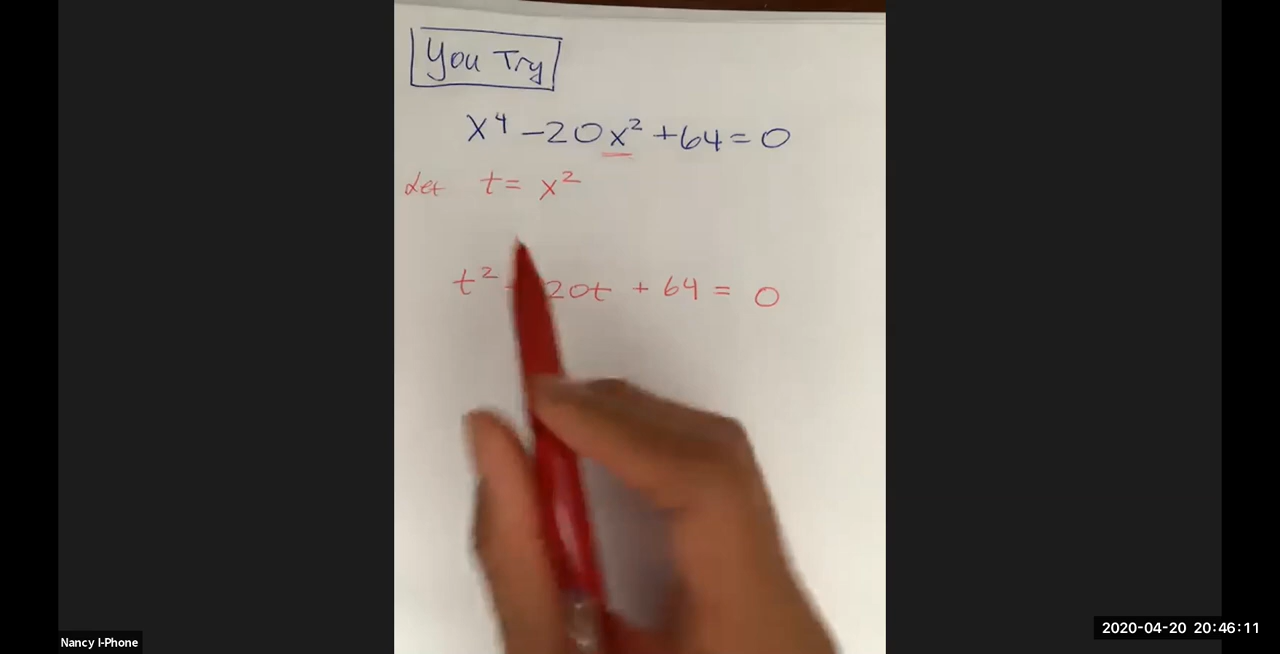 You Try
x⁴ -20x² +64=0
Let t= x²
t² - 20t + 64 = 0
Nancy I-Phone
2020-04-20 20:46:11